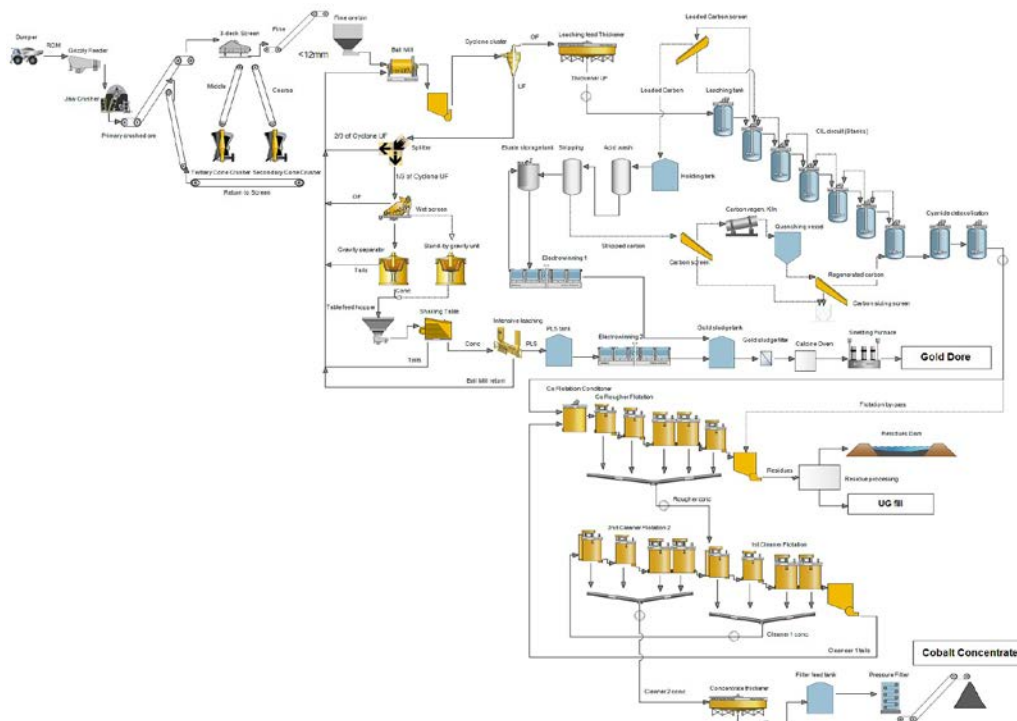 Dumper
ROM
Grizzly Feeder
Jaw Crusher
Primary crushed ore
3-deck Screen
Fine
Middle
Coarse
Tertiary Cone Crusher
Secondary Cone Crusher
Return to Screen
Fine ore bin
<12mm
Ball Mill
Cyclone cluster
OF
UF
Leaching feed Thickener
Thickener UF
Loaded Carbon screen
Loaded Carbon
Leaching tank
CIL circuit (8 tanks)
Cyanide detoxification
2/3 of Cyclone UF
Splitter
1/3 of Cyclone UF
OF
Wet screen
Gravity separator
Stand-by gravity unit
Tails
Conc
Table feed hopper
Shaking Table
Tails
Conc
Intensive leaching
PLS
PLS tank
Ball Mill return
Eluate storage tank
Stripping
Acid wash
Holding tank
Stripped carbon
Carbon screen
Carbon regen. Kiln
Quenching vessel
Regenerated carbon
Carbon sizing screen
Electrowinning 1
Electrowinning 2
Gold sludge tank
Gold sludge filter
Calcine Oven
Smelting Furnace
Gold Dore
Co Flotation Conditioner
Co Rougher Flotation
Flotation by-pass
Residues
Residues Dam
Residue processing
UG fill
Rougher conc
2nd Cleaner Flotation 2
1st Cleaner Flotation
Cleaner 1 conc
Cleanser 1 tails
Cleaner 2 conc
Concentrate thickener
Filter feed tank
Pressure Filter
Cobalt Concentrate